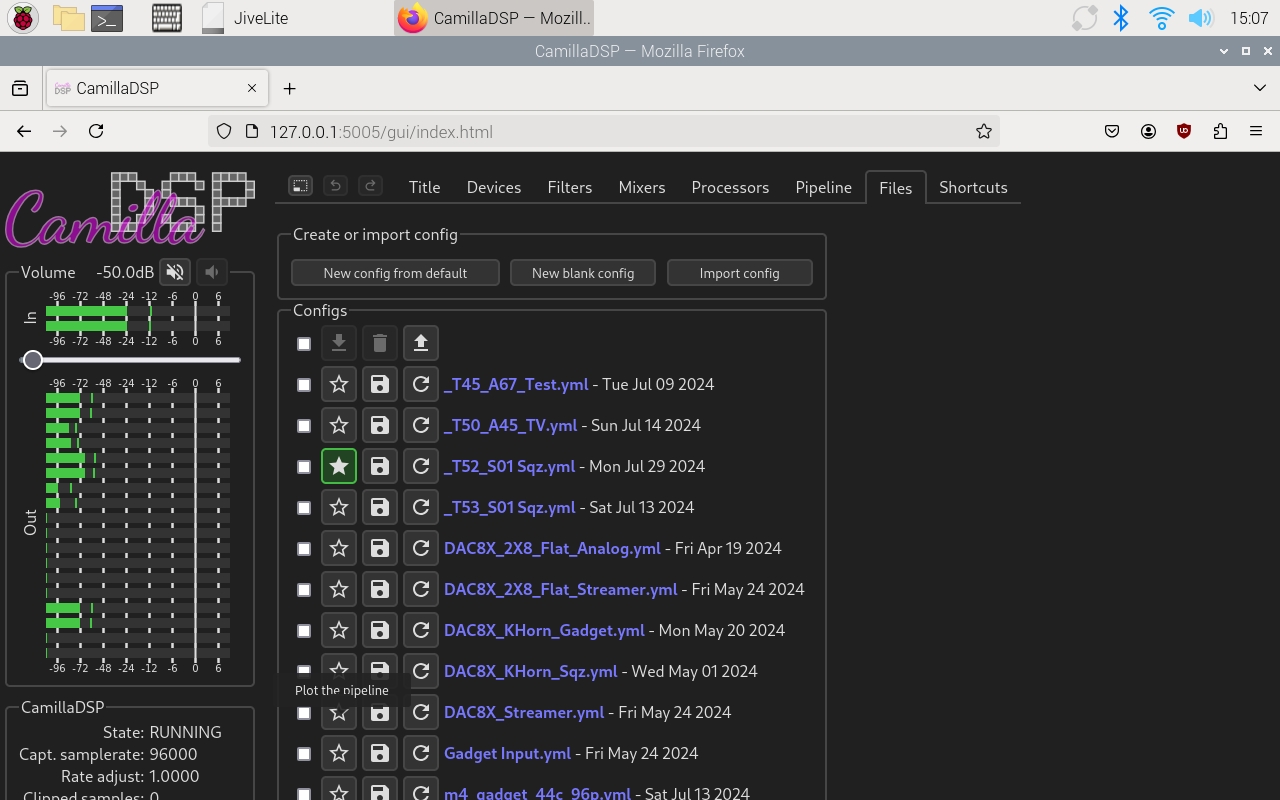 JiveLite
CamillaDSP — Mozill..
15:07
CamillaDSP — Mozilla Firefox
DSP CamillaDSP
127.0.0.1:5005/gui/index.html
Camilla DSP
Title Devices Filters Mixers Processors Pipeline Files Shortcuts
Create or import config
New config from default New blank config Import config
Volume -50.0dB
-96 -72 -48 -24 -12 -6 0 6
In
-96 -72 -48 -24 -12 -6 0 6
-96 -72 -48 -24 -12 -6 0 6
Out
-96 -72 -48 -24 -12 -6 0 6
CamillaDSP
State: RUNNING
Capt. samplerate: 96000
Rate adjust: 1.0000
Clipped samples: 0
Configs
_T45_A67_Test.yml - Tue Jul 09 2024
_T50_A45_TV.yml - Sun Jul 14 2024
_T52_S01 Sqz.yml - Mon Jul 29 2024
_T53_S01 Sqz.yml - Sat Jul 13 2024
DAC8X_2X8_Flat_Analog.yml - Fri Apr 19 2024
DAC8X_2X8_Flat_Streamer.yml - Fri May 24 2024
DAC8X_KHorn_Gadget.yml - Mon May 20 2024
DAC8X_KHorn_Sqz.yml - Wed May 01 2024
Plot the pipeline
DAC8X_Streamer.yml - Fri May 24 2024
Gadget Input.yml - Fri May 24 2024
m4_gadget_44c_96p.yml - Sat Jul 13 2024